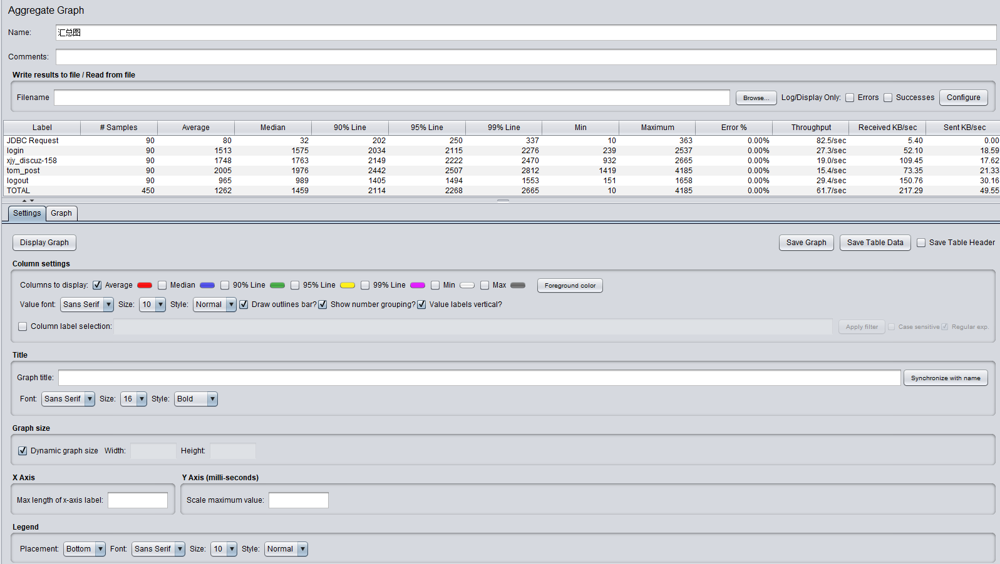 Aggregate Graph
Name: 汇总图
Comments:
Write results to file / Read from file
Filename Browse... Log/Display Only: Errors Successes Configure
Label # Samples Average Median 90% Line 95% Line 99% Line Min Maximum Error % Throughput Received KB/sec Sent KB/sec
JDBC Request 90 80 32 202 250 337 10 363 0.00% 82.5/sec 5.40 0.00
login 90 1513 1575 2034 2115 2276 239 2537 0.00% 27.3/sec 52.10 18.59
xjy_discuz-158 90 1748 1763 2149 2222 2470 932 2665 0.00% 19.0/sec 109.45 17.62
tom_post 90 2005 1976 2442 2507 2812 1419 4185 0.00% 15.4/sec 73.35 21.33
logout 90 965 989 1405 1494 1553 151 1658 0.00% 29.4/sec 150.76 30.16
TOTAL 450 1262 1459 2114 2268 2665 10 4185 0.00% 61.7/sec 217.29 49.55
Settings Graph
Display Graph Save Graph Save Table Data Save Table Header
Column settings
Columns to display: Average Median 90% Line 95% Line 99% Line Min Max Foreground color
Value font: Sans Serif Size: 10 Style: Normal Draw outlines bar? Show number grouping? Value labels vertical?
Column label selection: Apply filter Case sensitive Regular exp.
Title
Graph title: Synchronize with name
Font: Sans Serif Size: 16 Style: Bold
Graph size
Dynamic graph size Width: Height:
X Axis Y Axis (milli-seconds)
Max length of x-axis label: Scale maximum value:
Legend
Placement: Bottom Font: Sans Serif Size: 10 Style: Normal